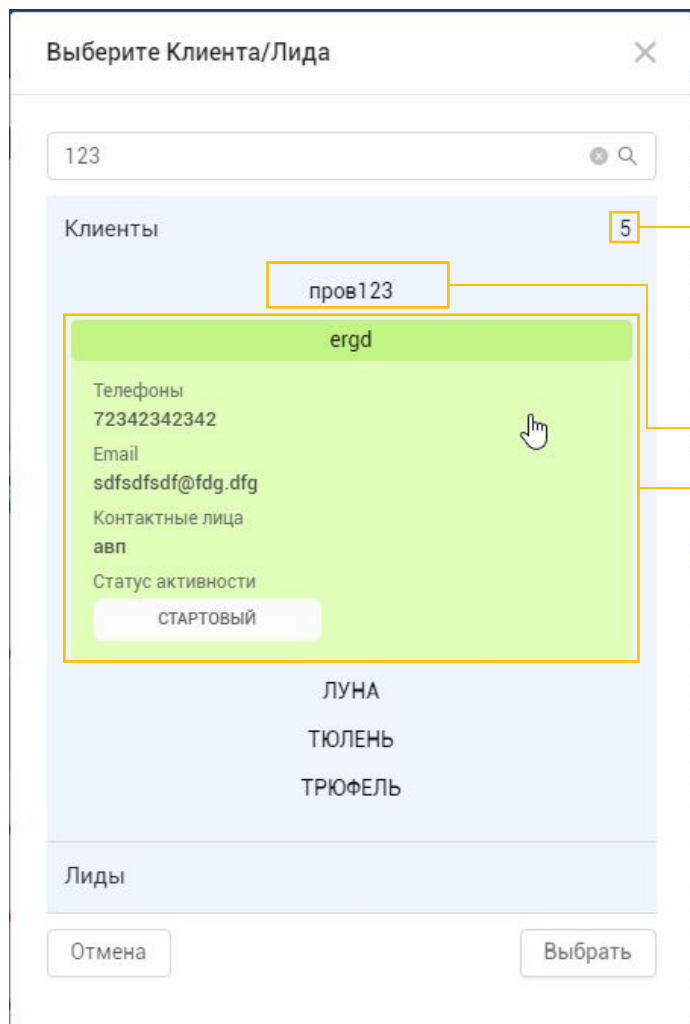 Выберите Клиента/Лида
123
Клиенты 5
пров123
ergd
Телефоны
72342342342
Email
sdfsdfsdf@fdg.dfg
Контактные лица
авп
Статус активности
СТАРТОВЫЙ
ЛУНА
ТЮЛЕНЬ
ТРЮФЕЛЬ
Лиды
Отмена Выбрать